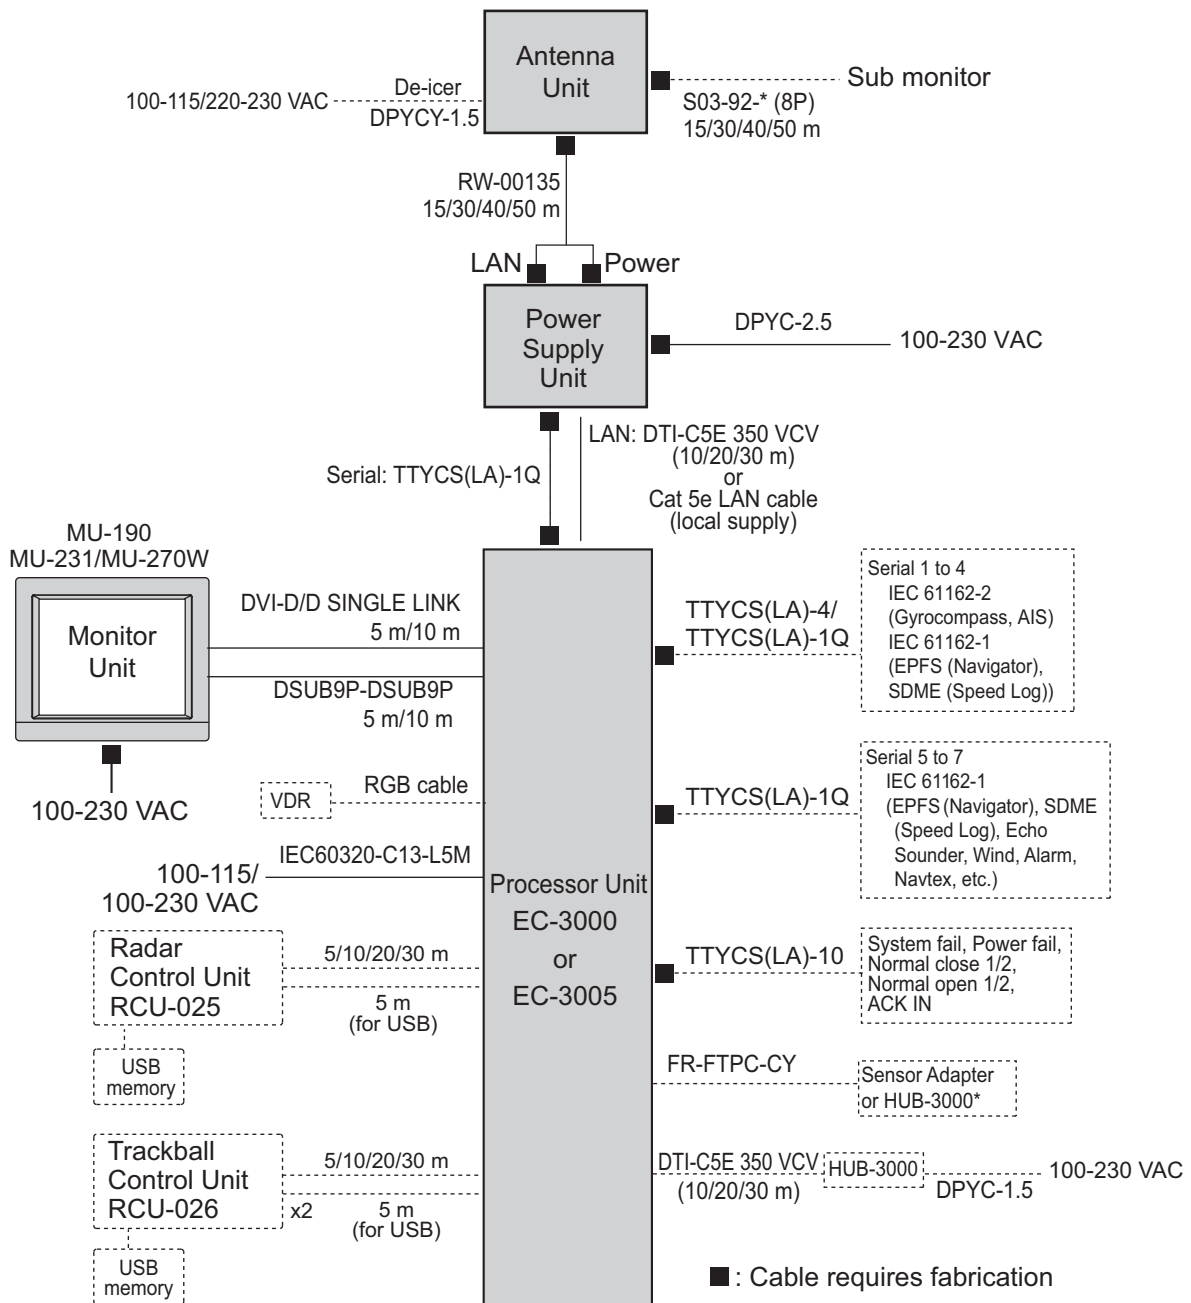 Antenna
Unit
De-icer
100-115/220-230 VAC
DPYCY-1.5
Sub monitor
S03-92-* (8P)
15/30/40/50 m
RW-00135
15/30/40/50 m
LAN
Power
Power
Supply
Unit
DPYC-2.5
100-230 VAC
LAN: DTI-C5E 350 VCV
(10/20/30 m)
or
Cat 5e LAN cable
(local supply)
Serial: TTYCS(LA)-1Q
MU-190
MU-231/MU-270W
Monitor
Unit
100-230 VAC
DVI-D/D SINGLE LINK
5 m/10 m
DSUB9P-DSUB9P
5 m/10 m
VDR
RGB cable
IEC60320-C13-L5M
100-115/
100-230 VAC
Processor Unit
EC-3000
or
EC-3005
Radar
Control Unit
RCU-025
5/10/20/30 m
5 m
(for USB)
USB
memory
Trackball
Control Unit
RCU-026
5/10/20/30 m
x2
5 m
(for USB)
USB
memory
TTYCS(LA)-4/
TTYCS(LA)-1Q
Serial 1 to 4
IEC 61162-2
(Gyrocompass, AIS)
IEC 61162-1
(EPFS (Navigator),
SDME (Speed Log))
TTYCS(LA)-1Q
Serial 5 to 7
IEC 61162-1
(EPFS (Navigator), SDME
(Speed Log), Echo
Sounder, Wind, Alarm,
Navtex, etc.)
TTYCS(LA)-10
System fail, Power fail,
Normal close 1/2,
Normal open 1/2,
ACK IN
FR-FTPC-CY
Sensor Adapter
or HUB-3000*
DTI-C5E 350 VCV
(10/20/30 m)
HUB-3000
DPYC-1.5
100-230 VAC
: Cable requires fabrication